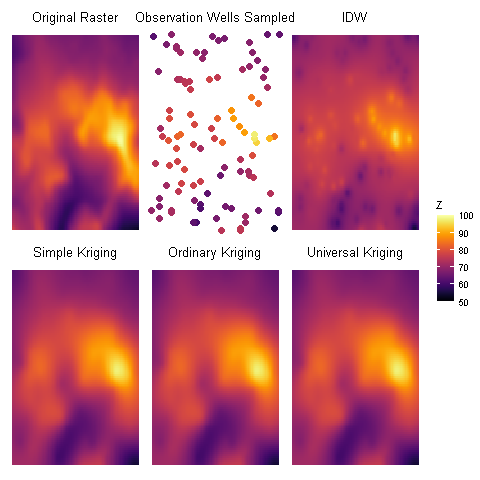 Original Raster
Observation Wells Sampled
IDW
Z
100
90
80
70
60
50
Simple Kriging
Ordinary Kriging
Universal Kriging